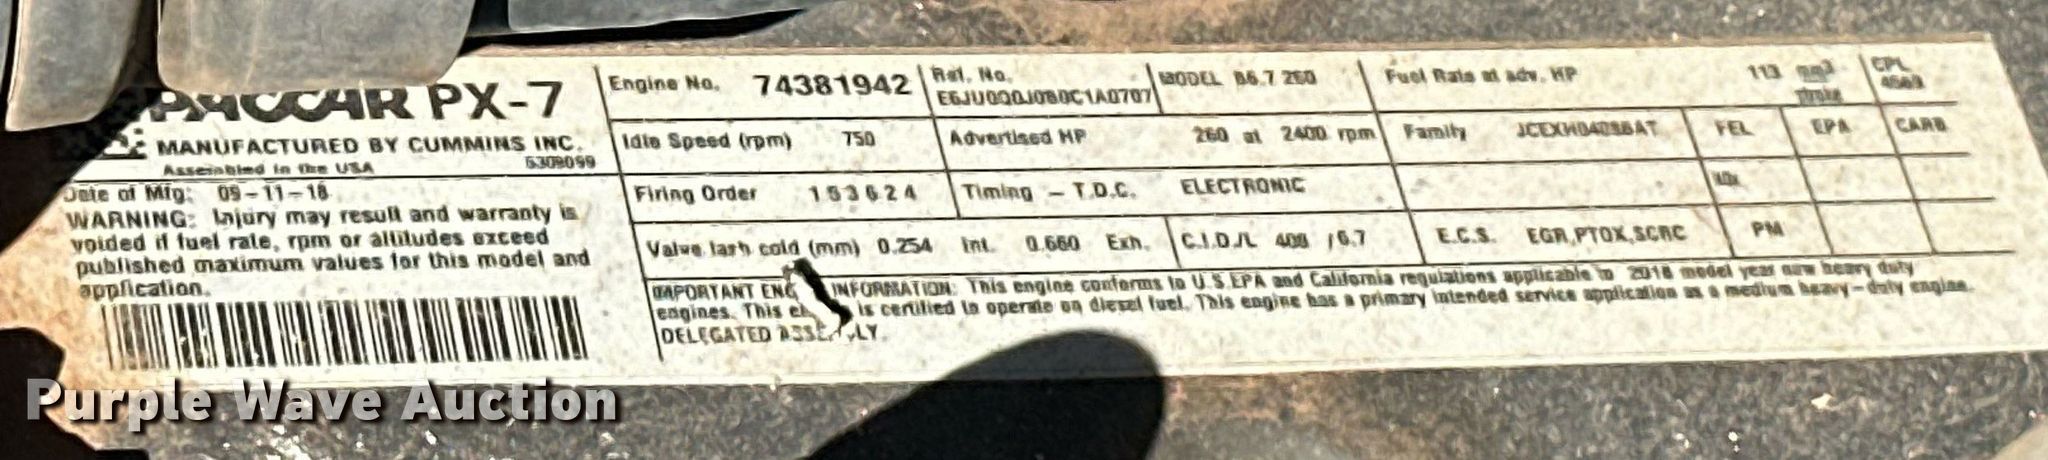 PACCAR PX-7
MANUFACTURED BY CUMMINS INC.
Assembled in the USA
Date of Mfg: 09-11-18
WARNING: Injury may result and warranty is
voided if fuel rate, rpm or altitudes exceed
published maximum values for this model and
application.
Engine No. 74381942
Ref. No.
MODEL B6.7 260
Fuel Rate at adv. HP 113 mm3
stroke
CPL
Idle Speed (rpm) 750
Advertised HP 260 at 2400 rpm
Family
FEL
EPA
CARB
Firing Order 1 5 3 6 2 4
Timing - T.D.C. ELECTRONIC
NOx
Valve lash cold (mm) 0.254 Int. 0.660 Exh.
C.I.D./L 408 /6.7
E.C.S. EGR,PTOX,SCRC
PM
IMPORTANT ENG INFORMATION: This engine conforms to U.S.EPA and California regulations applicable to 2018 model year new heavy duty
engines. This e is certified to operate on diesel fuel. This engine has a primary intended service application as a medium heavy-duty engine.
DELEGATED ASSEMBLY.
Purple Wave Auction